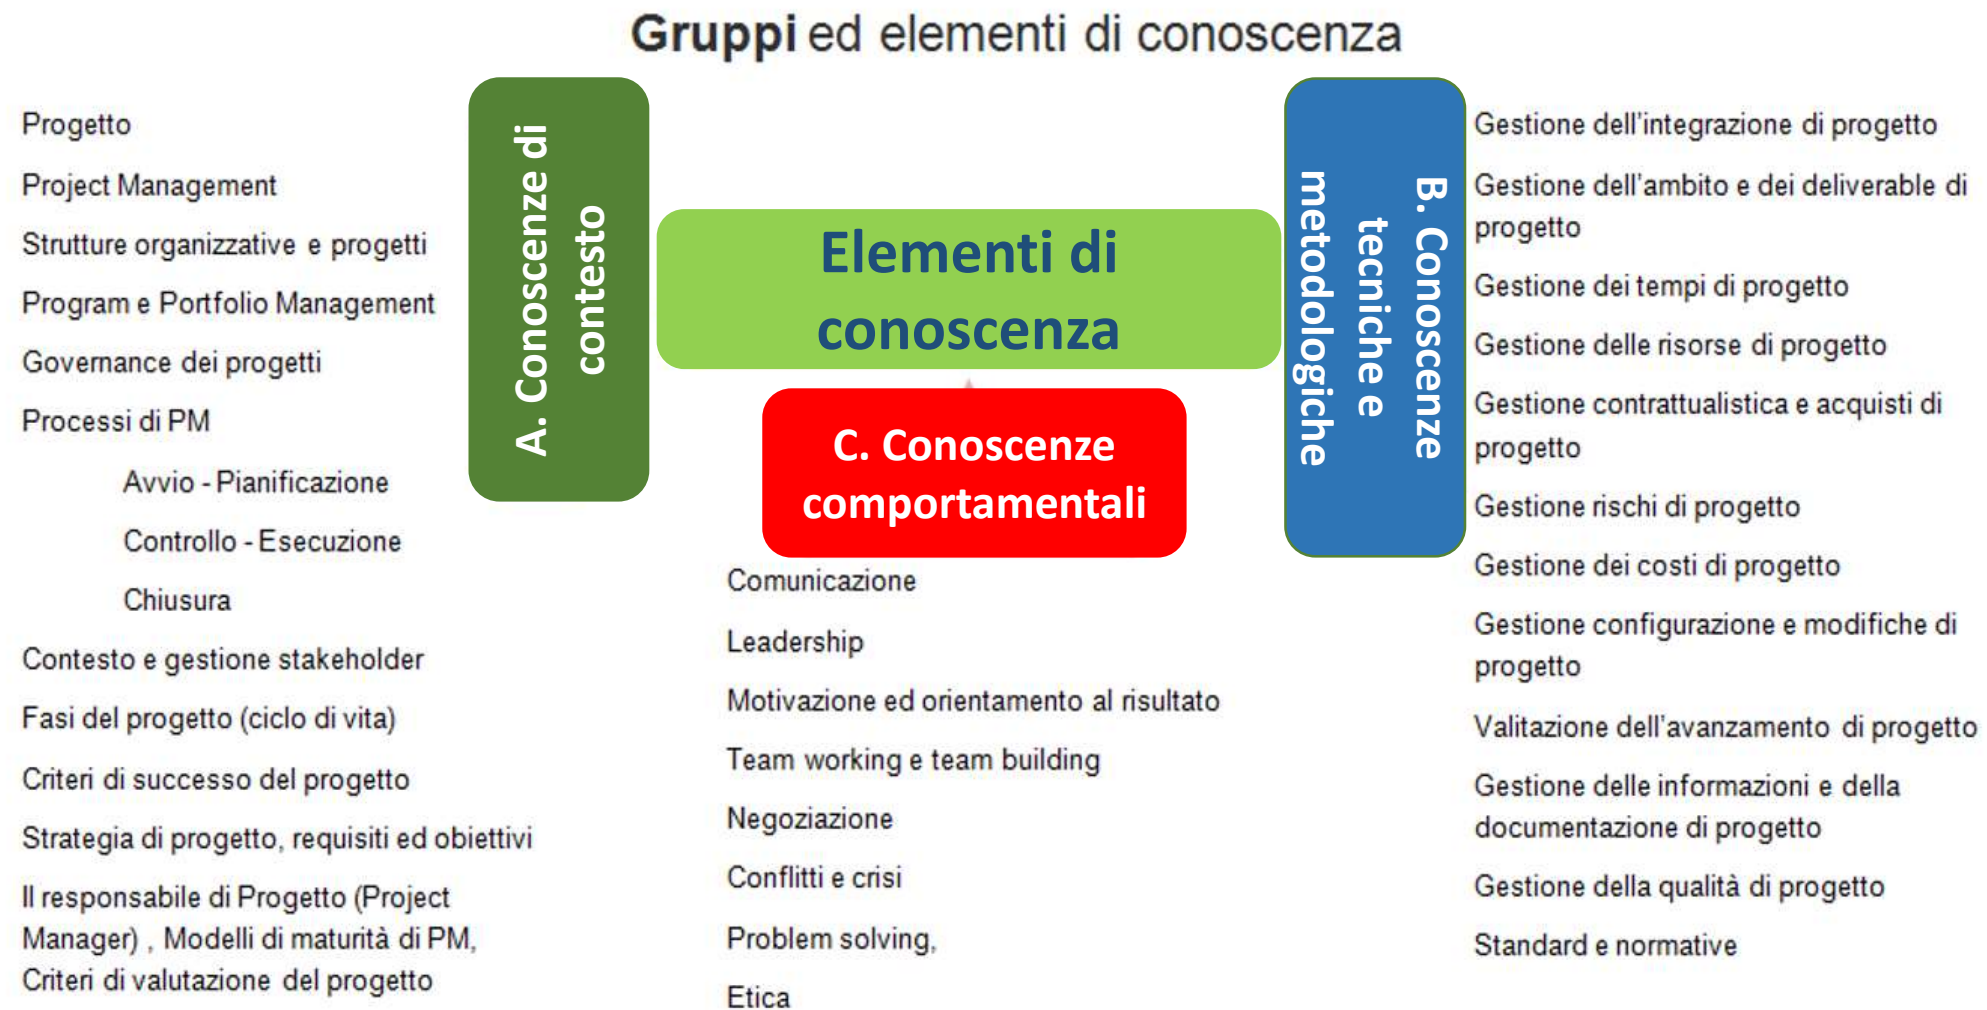 Gruppi ed elementi di conoscenza
A. Conoscenze di
contesto
Progetto
Project Management
Strutture organizzative e progetti
Program e Portfolio Management
Governance dei progetti
Processi di PM
Avvio - Pianificazione
Controllo - Esecuzione
Chiusura
Contesto e gestione stakeholder
Fasi del progetto (ciclo di vita)
Criteri di successo del progetto
Strategia di progetto, requisiti ed obiettivi
Il responsabile di Progetto (Project
Manager) , Modelli di maturità di PM,
Criteri di valutazione del progetto
Elementi di
conoscenza
C. Conoscenze
comportamentali
Comunicazione
Leadership
Motivazione ed orientamento al risultato
Team working e team building
Negoziazione
Conflitti e crisi
Problem solving,
Etica
B. Conoscenze
tecniche e
metodologiche
Gestione dell'integrazione di progetto
Gestione dell'ambito e dei deliverable di
progetto
Gestione dei tempi di progetto
Gestione delle risorse di progetto
Gestione contrattualistica e acquisti di
progetto
Gestione rischi di progetto
Gestione dei costi di progetto
Gestione configurazione e modifiche di
progetto
Valitazione dell'avanzamento di progetto
Gestione delle informazioni e della
documentazione di progetto
Gestione della qualità di progetto
Standard e normative